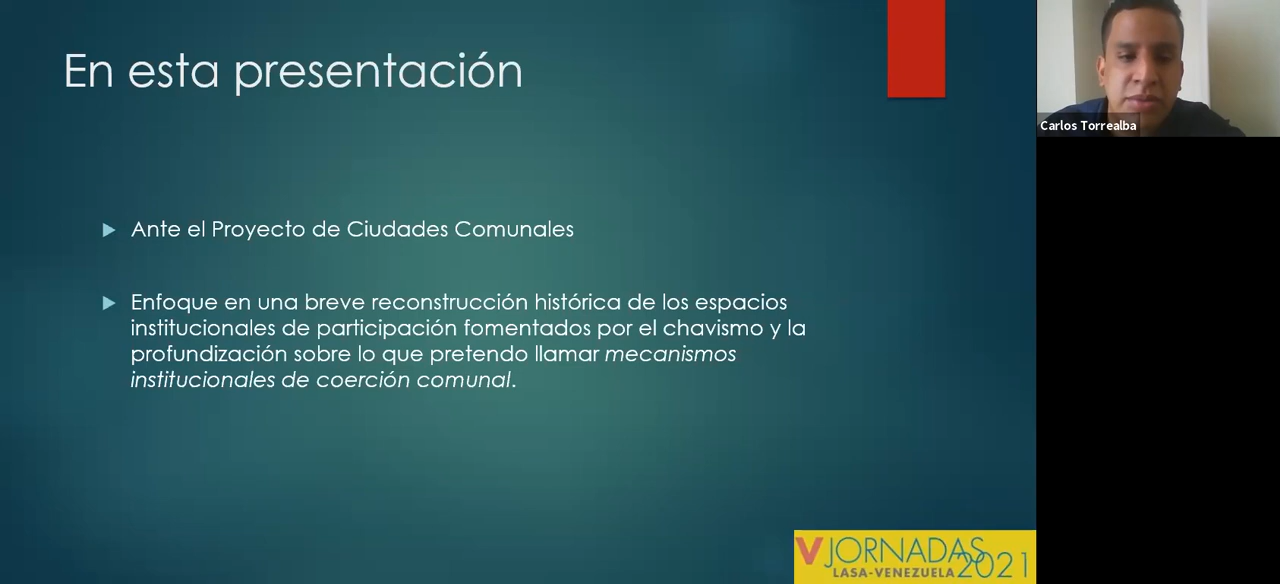 En esta presentación
Ante el Proyecto de Ciudades Comunales
Enfoque en una breve reconstrucción histórica de los espacios
institucionales de participación fomentados por el chavismo y la
profundización sobre lo que pretendo llamar mecanismos
institucionales de coerción comunal.
Carlos Torrealba
V JORNADAS 2021
LASA-VENEZUELA